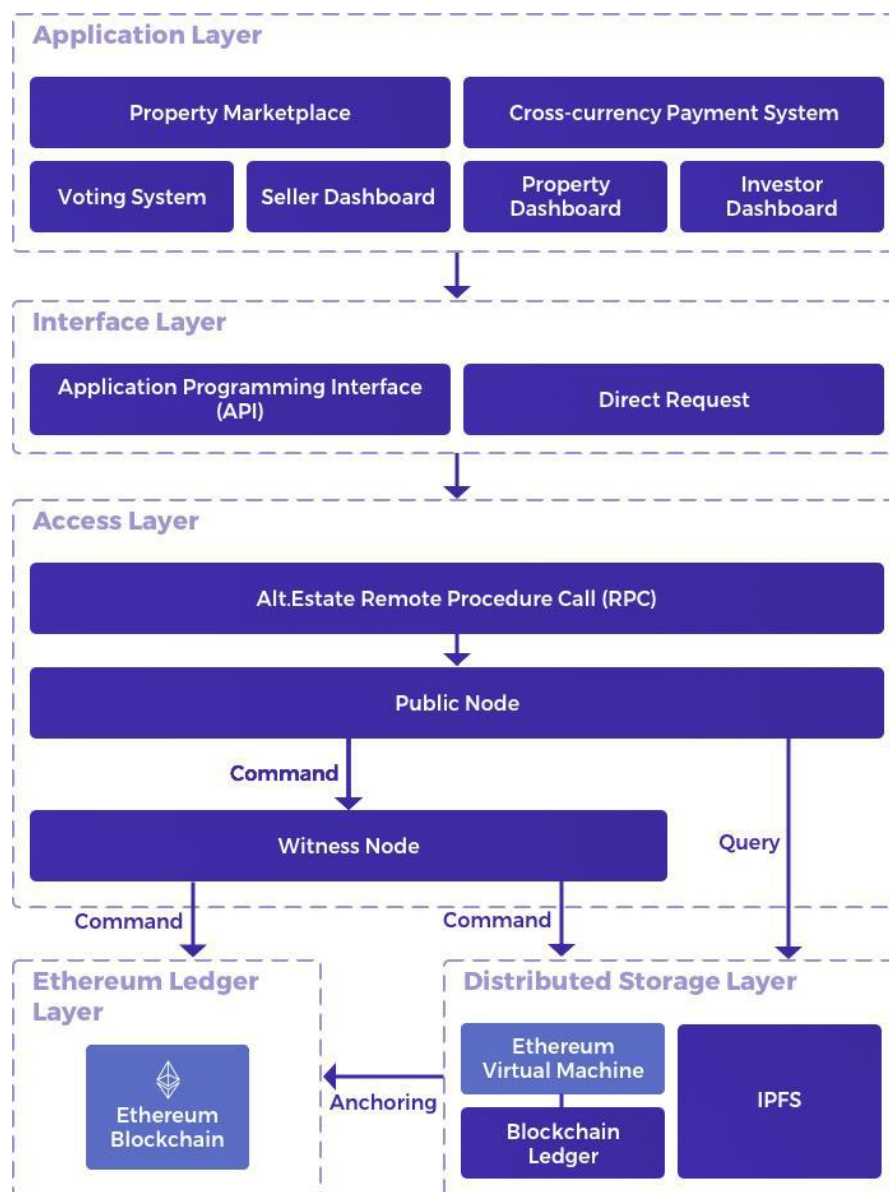 Application Layer
Property Marketplace
Cross-currency Payment System
Voting System
Seller Dashboard
Property
Dashboard
Investor
Dashboard
Interface Layer
Application Programming Interface
(API)
Direct Request
Access Layer
Alt.Estate Remote Procedure Call (RPC)
Public Node
Command
Witness Node
Query
Command
Command
Ethereum Ledger
Layer
Ethereum
Blockchain
Anchoring
Distributed Storage Layer
Ethereum
Virtual Machine
Blockchain
Ledger
IPFS